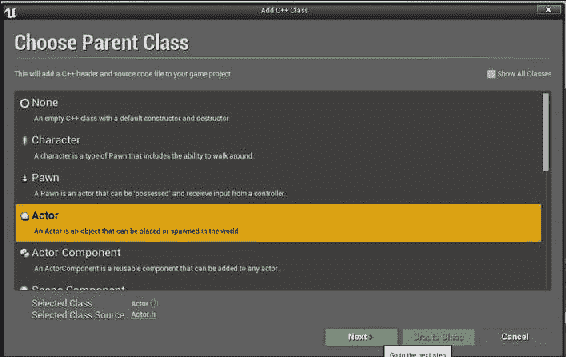 Add C++ Class
Choose Parent Class
This will add a C++ header and source code file to your game project.
Show All Classes
None
An empty C++ class with a default constructor and destructor.
Character
A character is a type of Pawn that includes the ability to walk around.
Pawn
A Pawn is an actor that can be 'possessed' and receieve input from a controller.
Actor
An Actor is an object that can be placed or spawned in the world.
Actor Component
An ActorComponent is a reusable component that can be added to any actor.
Scene Component
Selected Class Actor
Selected Class Source Actor.h
Next
Create Class
Cancel
Go to the next step